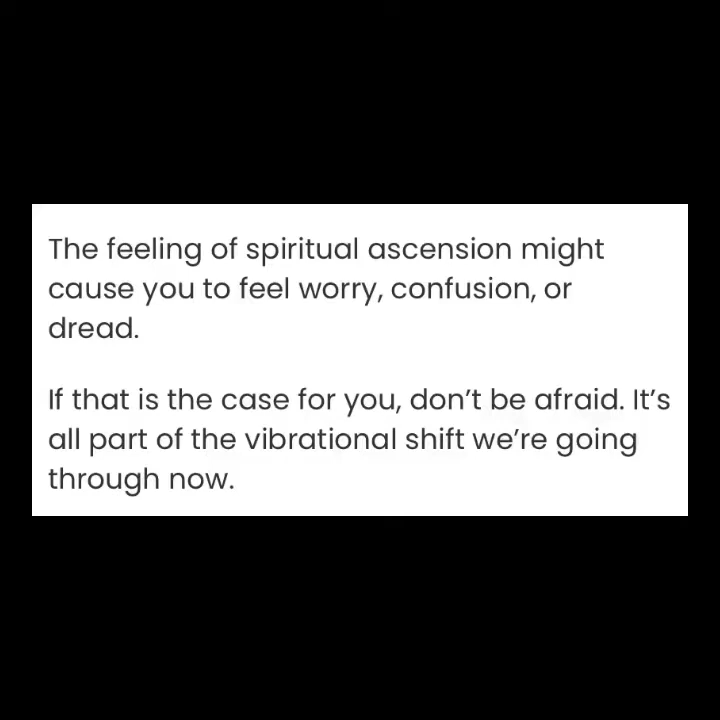 The feeling of spiritual ascension might
cause you to feel worry, confusion, or
dread.
If that is the case for you, don’t be afraid. It’s
all part of the vibrational shift we’re going
through now.